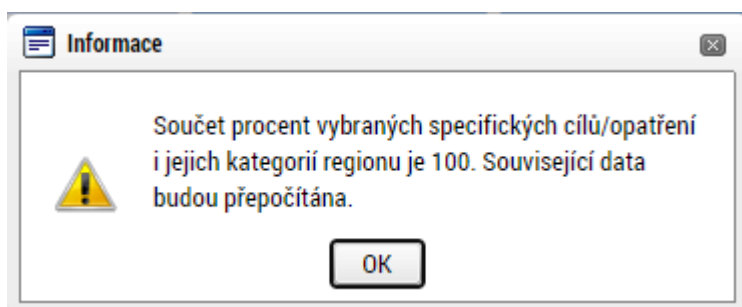 Informace
Součet procent vybraných specifických cílů/opatření
i jejich kategorií regionu je 100. Související data
budou přepočítána.
OK